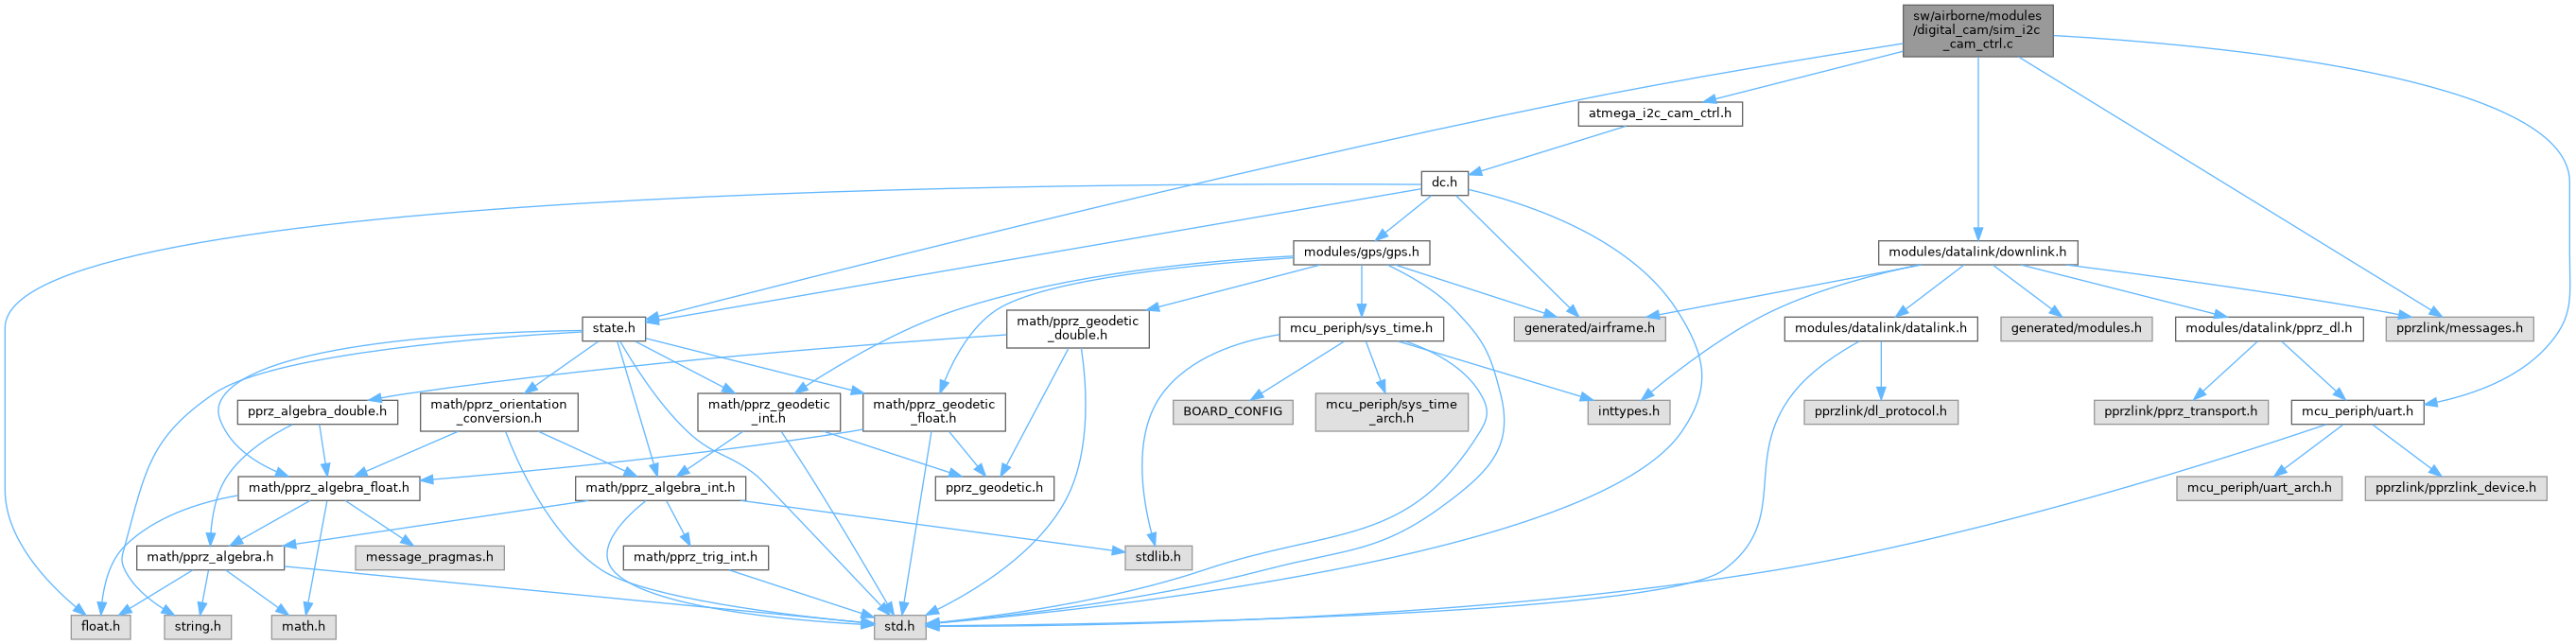 sw/airborne/modules
/digital_cam/sim_i2c
_cam_ctrl.c
atmega_i2c_cam_ctrl.h
dc.h
modules/gps/gps.h
modules/datalink/downlink.h
math/pprz_geodetic
_double.h
state.h
mcu_periph/sys_time.h
generated/airframe.h
modules/datalink/datalink.h
generated/modules.h
modules/datalink/pprz_dl.h
pprzlink/messages.h
pprz_algebra_double.h
math/pprz_orientation
_conversion.h
math/pprz_geodetic
_int.h
math/pprz_geodetic
_float.h
BOARD_CONFIG
mcu_periph/sys_time
_arch.h
inttypes.h
pprzlink/dl_protocol.h
pprzlink/pprz_transport.h
mcu_periph/uart.h
math/pprz_algebra_float.h
math/pprz_algebra_int.h
pprz_geodetic.h
mcu_periph/uart_arch.h
pprzlink/pprzlink_device.h
math/pprz_algebra.h
message_pragmas.h
math/pprz_trig_int.h
stdlib.h
float.h
string.h
math.h
std.h